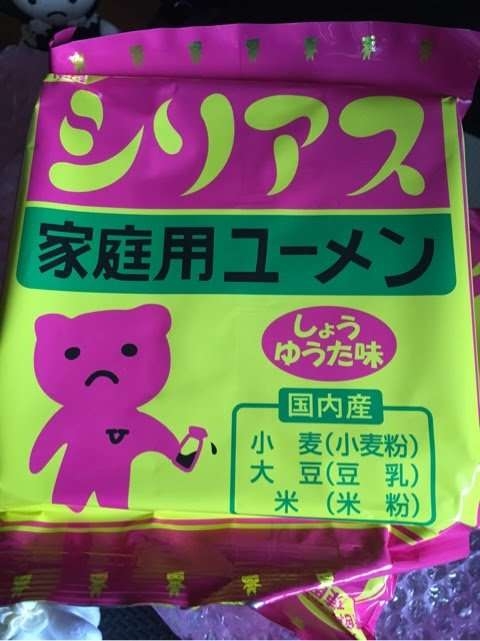 シリアス
家庭用ユーメン
しょう
ゆうた味
国内産
小麦(小麦粉)
大豆(豆乳)
米(米粉)